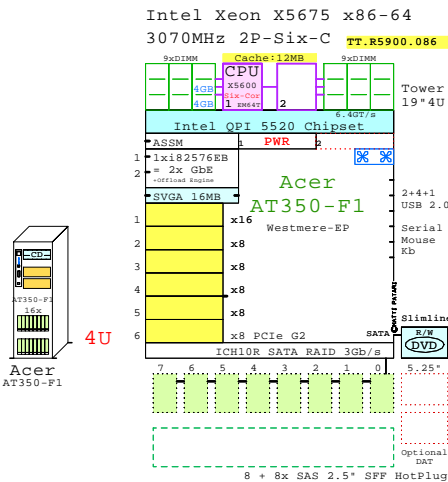 Intel Xeon X5675 x86-64
3070MHz 2P-Six-C TT.R5900.086
9xDIMM Cache:12MB 9xDIMM
CPU
4GB X5600
Six-Cor
4GB 1 EM64T 2
Tower
19"4U
6.4GT/s
Intel QPI 5520 Chipset
ASSM 1 PWR 2
1 1xi82576EB
2 = 2x GbE
+Offload Engine
SVGA 16MB
Acer
AT350-F1
Westmere-EP
2+4+1
USB 2.0
Serial
Mouse
Kb
1 x16
2 x8
3 x8
4 x8
5 x8
6 x8 PCIe G2
SATA
Slimline
R/W
DVD
ICH10R SATA RAID 3Gb/s
CD
AT350-F1
16x
4U
Acer
AT350-F1
7 6 5 4 3 2 1 0 5.25"
Optional
DAT
8 + 8x SAS 2.5" SFF HotPlug